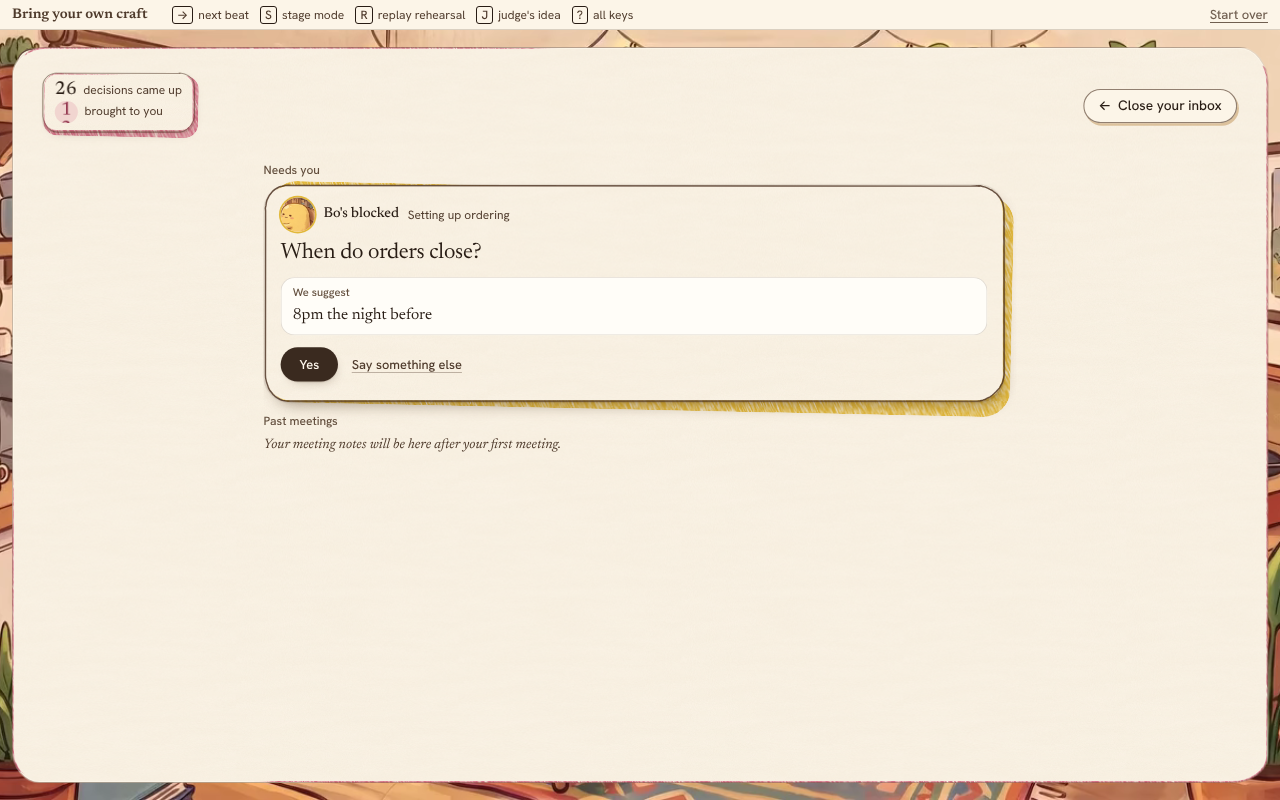 Bring your own craft → next beat S stage mode R replay rehearsal J judge's idea ? all keys Start over
26 decisions came up
1 brought to you
← Close your inbox
Needs you
Bo's blocked Setting up ordering
When do orders close?
We suggest
8pm the night before
Yes Say something else
Past meetings
Your meeting notes will be here after your first meeting.